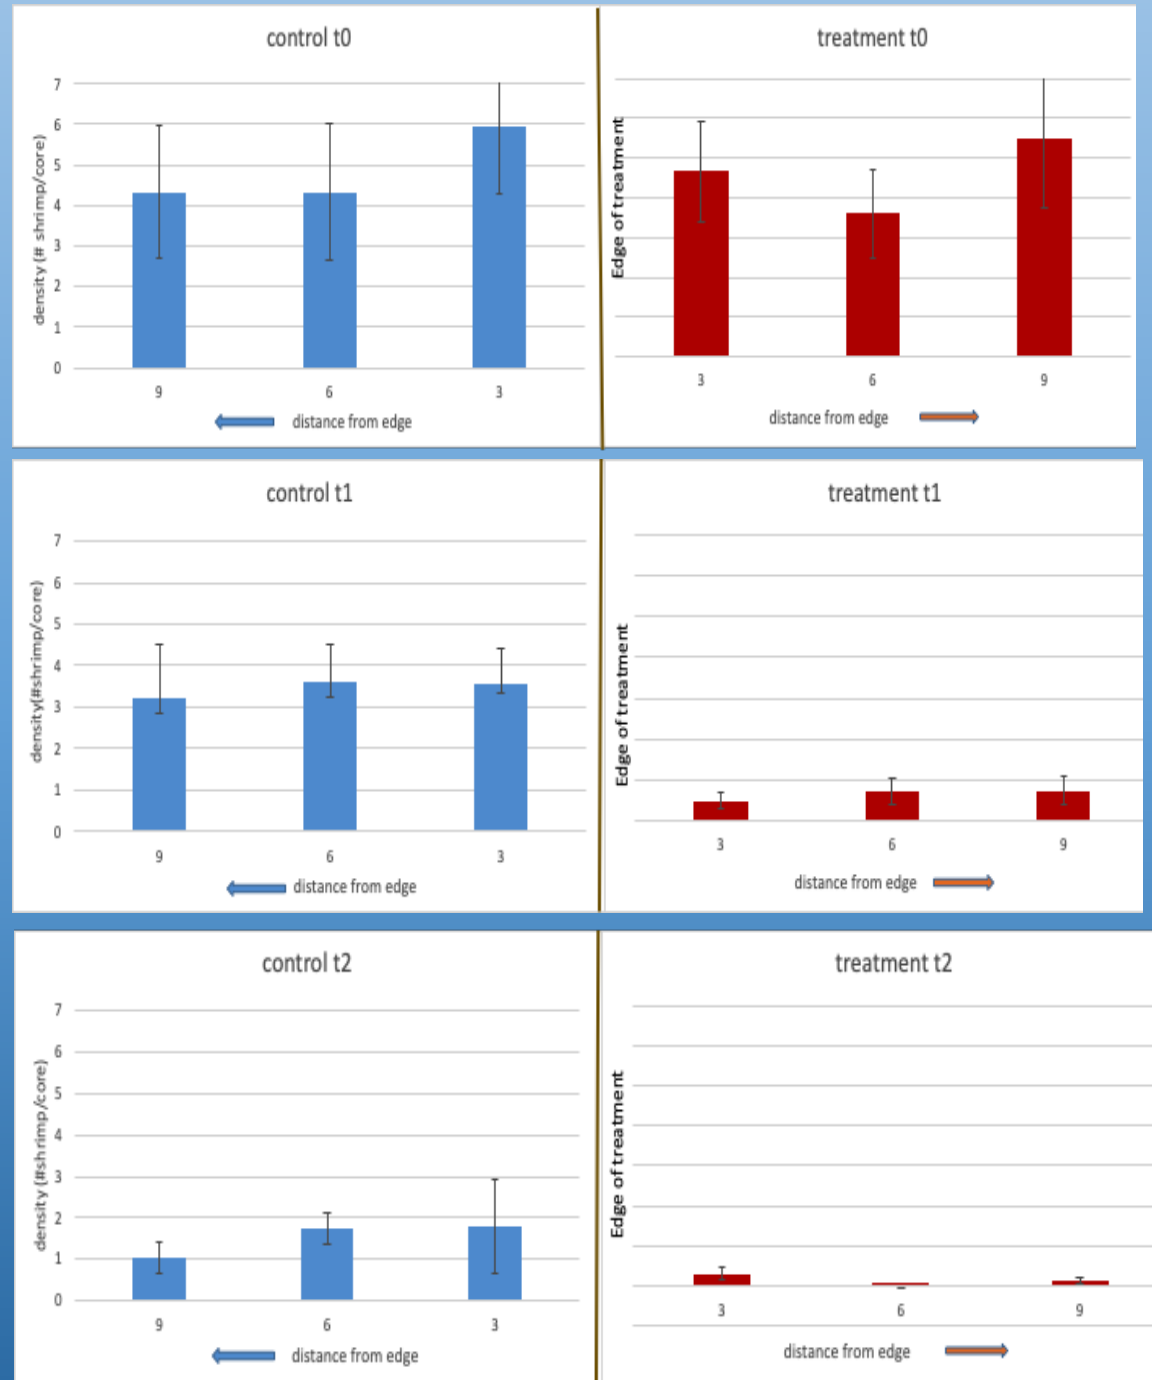 control t0
density (# shrimp/core)
7
6
5
4
3
2
1
0
9 6 3
distance from edge
treatment t0
Edge of treatment
3 6 9
distance from edge
control t1
density(#shrimp/core)
7
6
5
4
3
2
1
0
9 6 3
distance from edge
treatment t1
Edge of treatment
3 6 9
distance from edge
control t2
density (#shrimp/core)
7
6
5
4
3
2
1
0
9 6 3
distance from edge
treatment t2
Edge of treatment
3 6 9
distance from edge